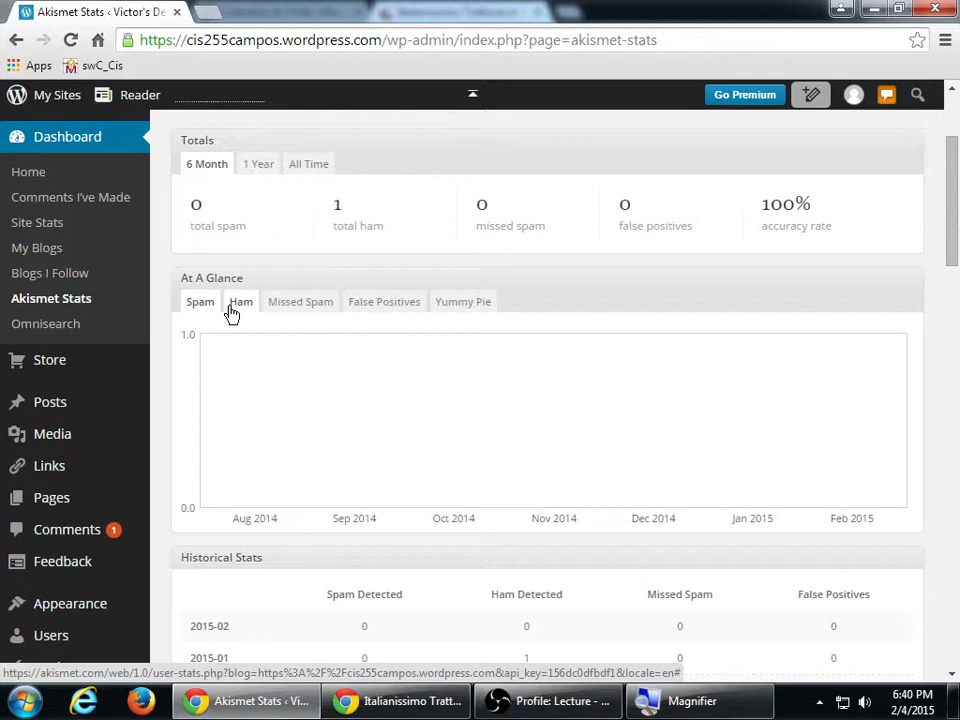 Akismet Stats ‹ Victor's De
https://cis255campos.wordpress.com/wp-admin/index.php?page=akismet-stats
Apps swC_Cis
My Sites Reader Go Premium
Dashboard
Home
Comments I've Made
Site Stats
My Blogs
Blogs I Follow
Akismet Stats
Omnisearch
Store
Posts
Media
Links
Pages
Comments 1
Feedback
Appearance
Users
Totals
6 Month 1 Year All Time
0 1 0 0 100%
total spam total ham missed spam false positives accuracy rate
At A Glance
Spam Ham Missed Spam False Positives Yummy Pie
1.0
0.0
Aug 2014 Sep 2014 Oct 2014 Nov 2014 Dec 2014 Jan 2015 Feb 2015
Historical Stats
Spam Detected Ham Detected Missed Spam False Positives
2015-02 0 0 0 0
2015-01 0 1 0 0
https://akismet.com/web/1.0/user-stats.php?blog=https%3A%2F%2Fcis255campos.wordpress.com&api_key=156dc0dfbdf1&locale=en#
Akismet Stats ‹ Vi... Italianissimo Tratt... Profile: Lecture - ... Magnifier
6:40 PM
2/4/2015